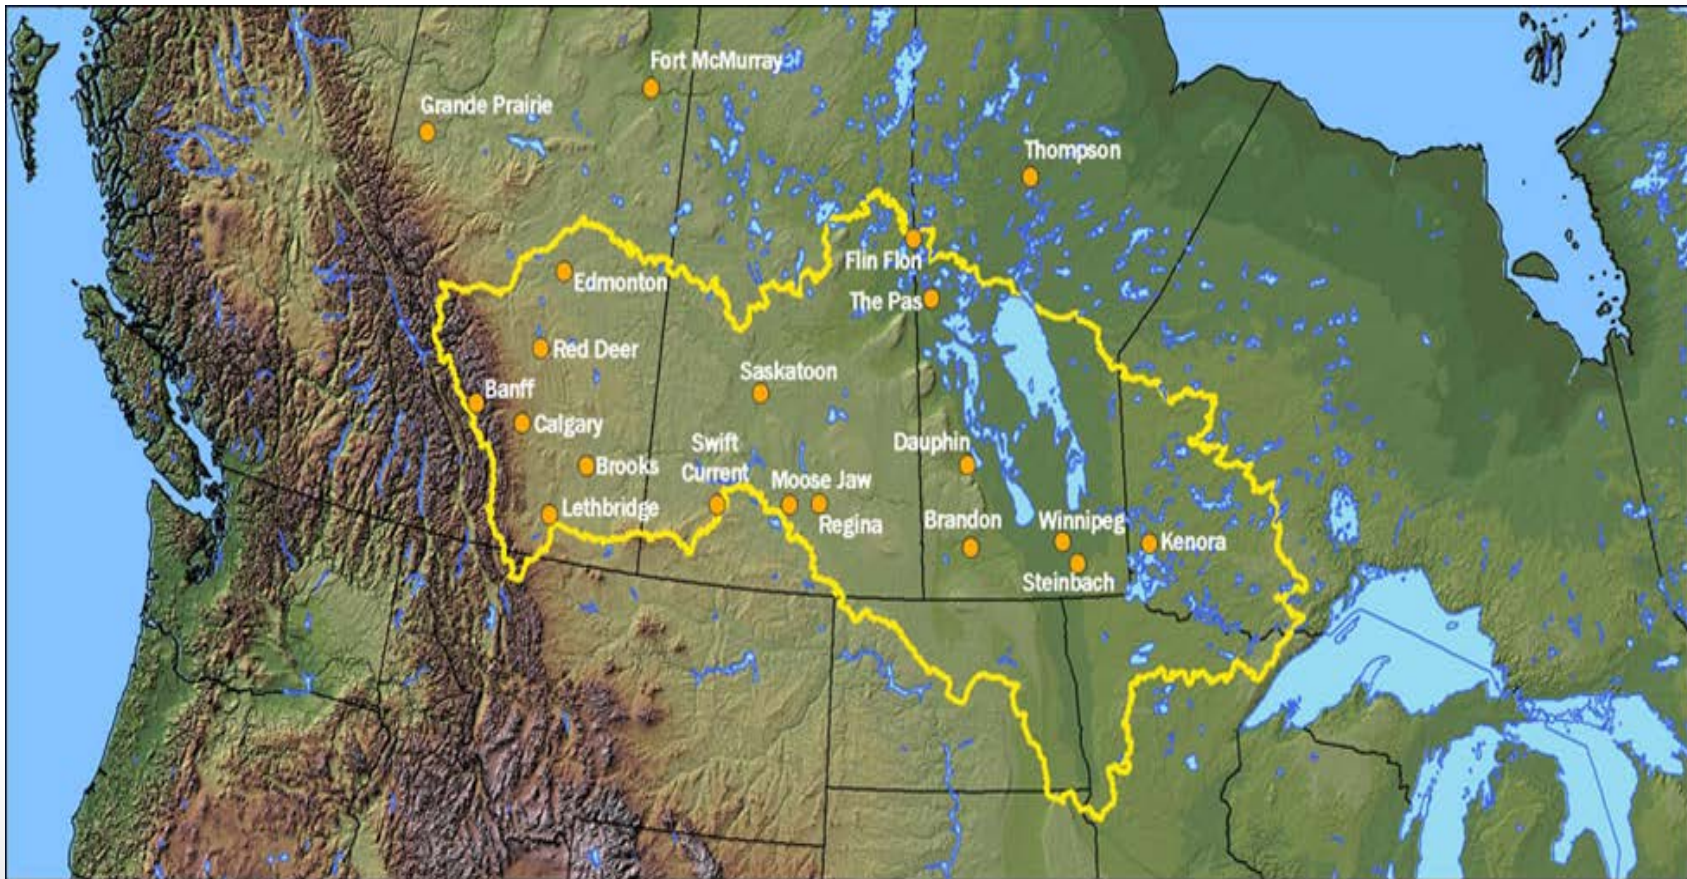 Fort McMurray
Grande Prairie
Thompson
Flin Flon
Edmonton
The Pas
Red Deer
Saskatoon
Banff
Calgary
Swift
Current
Dauphin
Brooks
Moose Jaw
Lethbridge
Regina
Brandon
Winnipeg
Kenora
Steinbach